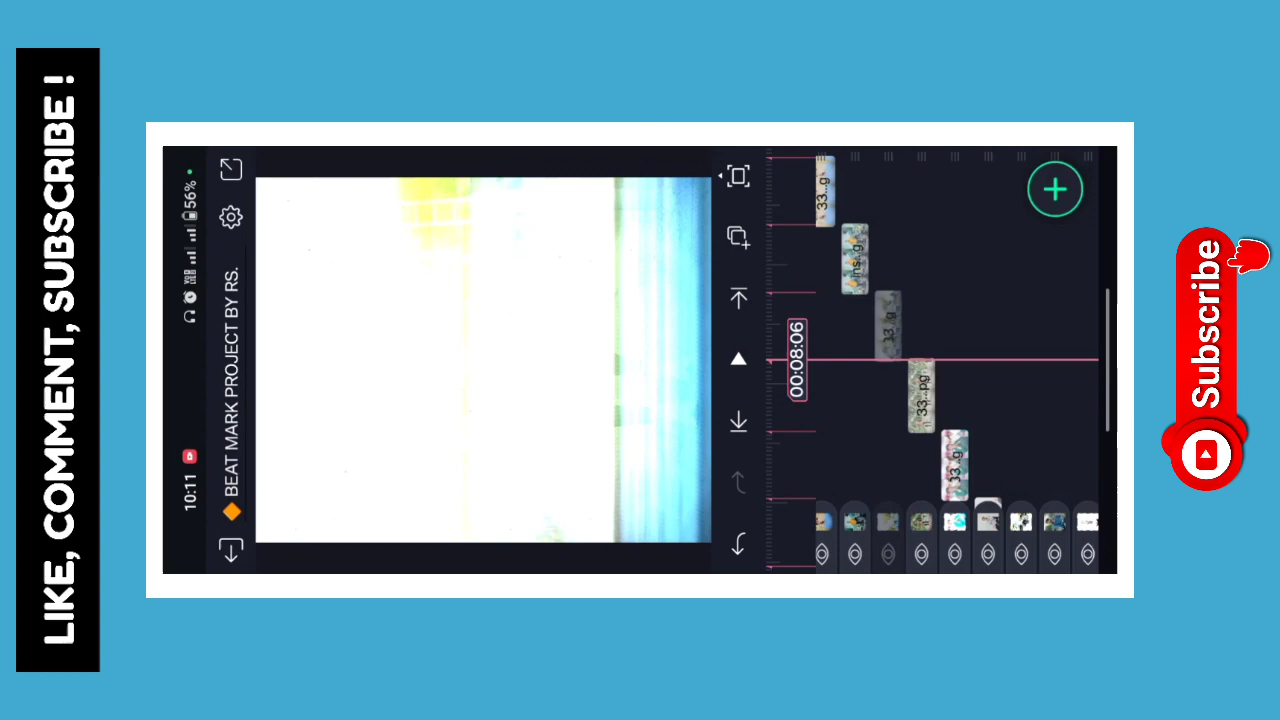 LIKE, COMMENT, SUBSCRIBE !
10:11
56%
BEAT MARK PROJECT BY RS.
00:08:06
33...g
Ins..g
33..g
33...pg
33..g
Subscribe